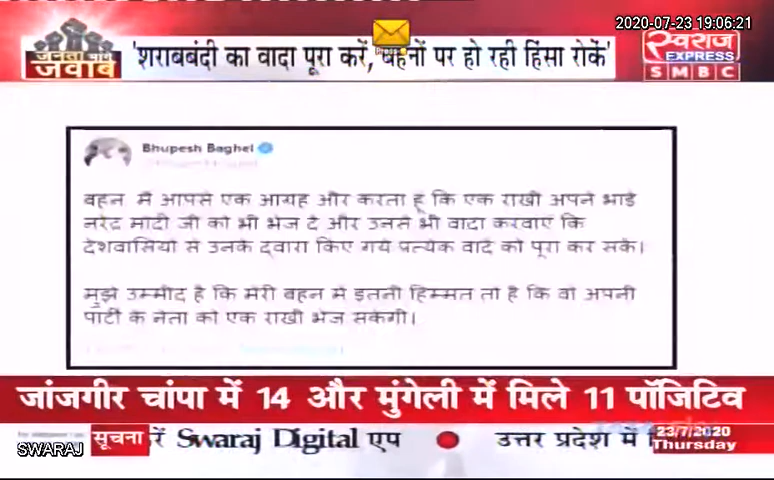 2020-07-23 19:06:21
जनता मांगे
जवाब
'शराबबंदी का वादा पूरा करें, बहनों पर हो रही हिंसा रोकें'
स्वराज
EXPRESS
SMBC
Bhupesh Baghel
बहन मैं आपसे एक आग्रह और करता हूं कि एक राखी अपने भाई
नरेंद्र मोदी जी को भी भेज दें और उनसे भी वादा करवाएं कि
देशवासियों से उनके द्वारा किए गये प्रत्येक वादे को पूरा कर सकें।
मुझे उम्मीद है कि मेरी बहन में इतनी हिम्मत तो है कि वो अपनी
पार्टी के नेता को एक राखी भेज सकेगी।
जांजगीर चांपा में 14 और मुंगेली में मिले 11 पॉजिटिव
SWARAJ
सूचना
रें Swaraj Digital एप
उत्तर प्रदेश में
23/7/2020
Thursday